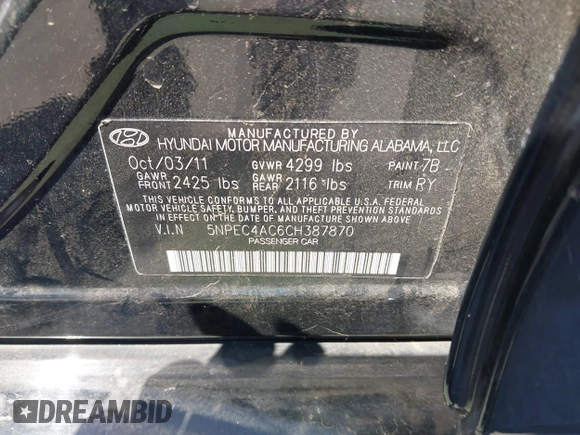 MANUFACTURED BY
HYUNDAI MOTOR MANUFACTURING ALABAMA, LLC
Oct/03/11 GVWR 4299 lbs PAINT 7B
GAWR FRONT 2425 lbs GAWR REAR 2116 lbs TRIM RY
THIS VEHICLE CONFORMS TO ALL APPLICABLE FEDERAL
MOTOR VEHICLE SAFETY, BUMPER, AND THEFT PREVENTION STANDARDS
IN EFFECT ON THE DATE OF MANUFACTURE SHOWN ABOVE.
V.I.N 5NPEC4AC6CH387870
PASSENGER CAR
DREAMBID